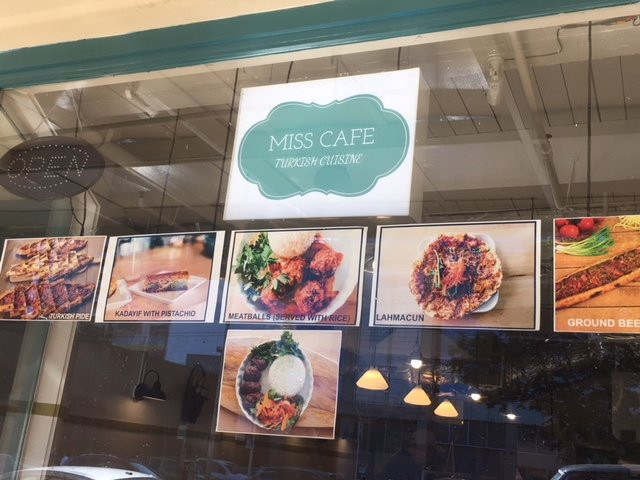 MISS CAFE
TURKISH CUISINE
OPEN
TURKISH PIDE
KADAYIF WITH PISTACHIO
MEATBALLS (SERVED WITH RICE)
LAHMACUN
GROUND BEE